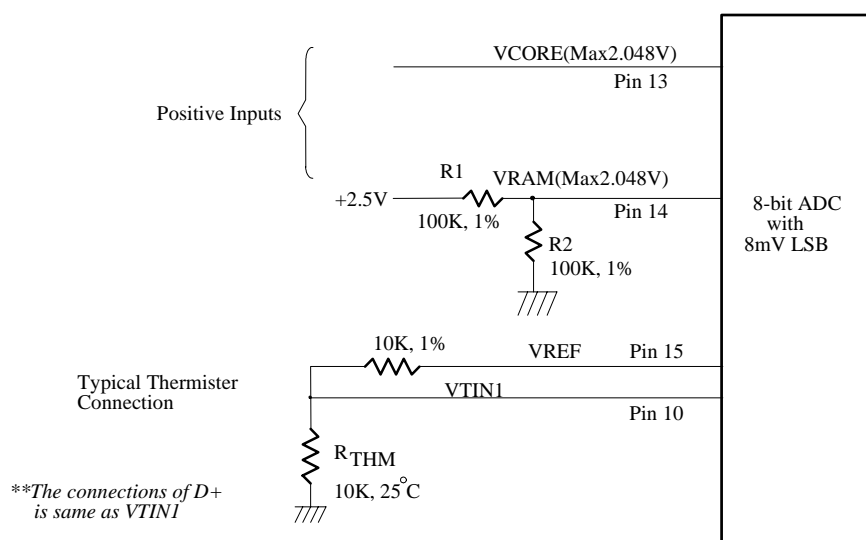 VCORE(Max2.048V)
Pin 13
Positive Inputs
R1
VRAM(Max2.048V)
+2.5V
Pin 14
100K, 1%
R2
100K, 1%
8-bit ADC
with
8mV LSB
10K, 1%
VREF
Pin 15
Typical Thermister
Connection
VTIN1
Pin 10
RTHM
10K, 25°C
**The connections of D+
is same as VTIN1